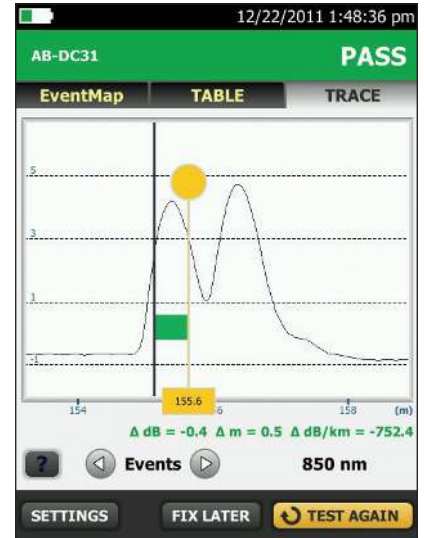 12/22/2011 1:48:36 pm
AB-DC31 PASS
EventMap TABLE TRACE
5
3
1
-1
155.6
154 6 158 (m)
Δ dB = -0.4 Δ m = 0.5 Δ dB/km = -752.4
? Events 850 nm
SETTINGS FIX LATER TEST AGAIN